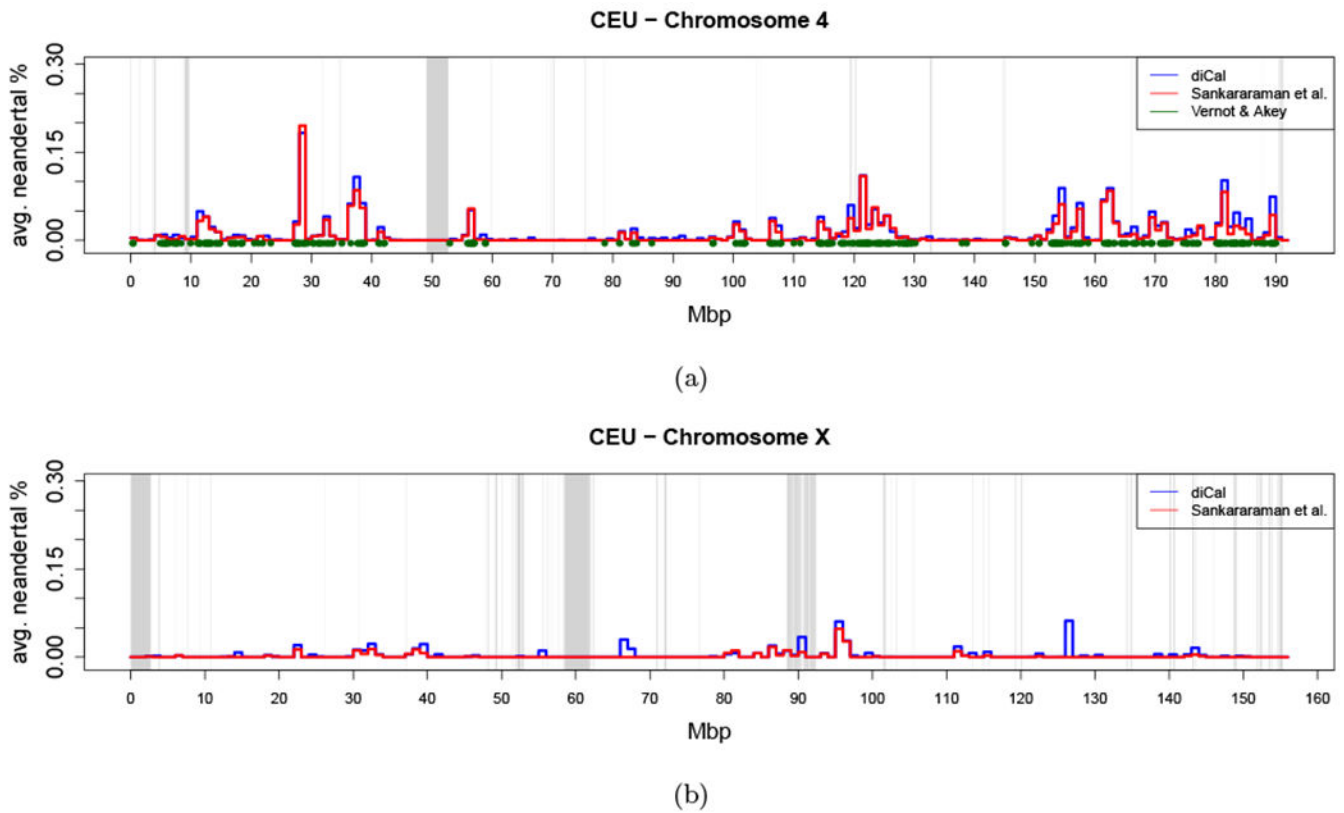 CEU − Chromosome 4
avg. neandertal %
0.30
0.15
0.00
diCal
Sankararaman et al.
Vernot & Akey
0 10 20 30 40 50 60 70 80 90 100 110 120 130 140 150 160 170 180 190
Mbp
(a)
CEU − Chromosome X
avg. neandertal %
0.30
0.15
0.00
diCal
Sankararaman et al.
0 10 20 30 40 50 60 70 80 90 100 110 120 130 140 150 160
Mbp
(b)